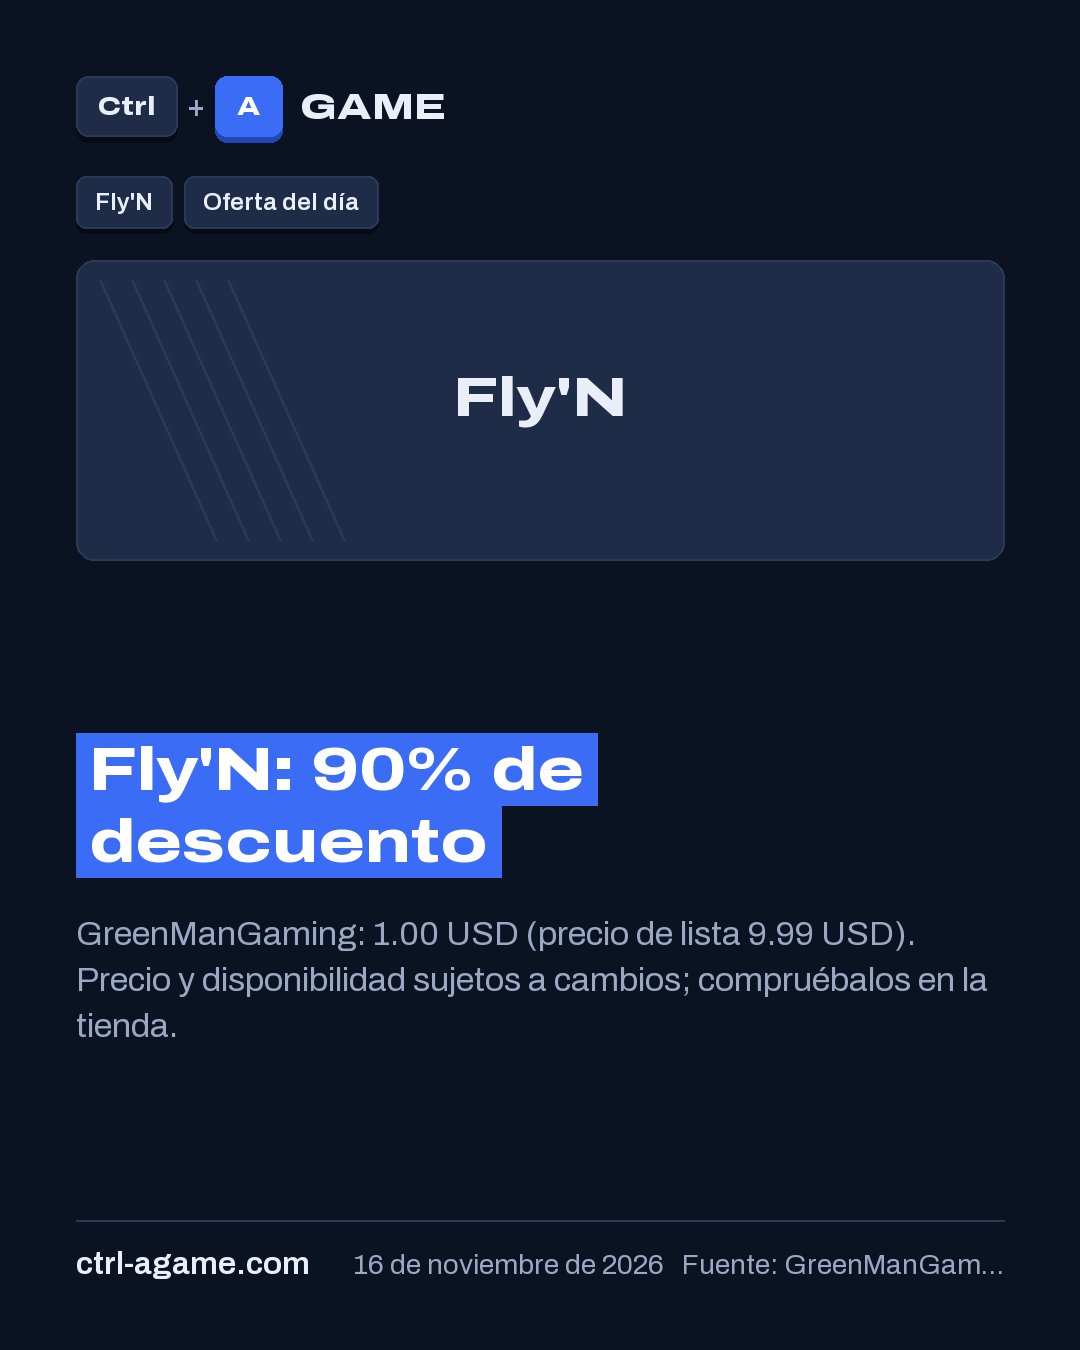 Ctrl + A GAME
Fly'N Oferta del día
Fly'N
Fly'N: 90% de
descuento
GreenManGaming: 1.00 USD (precio de lista 9.99 USD).
Precio y disponibilidad sujetos a cambios; compruébalos en la
tienda.
ctrl-agame.com 16 de noviembre de 2026 Fuente: GreenManGam...